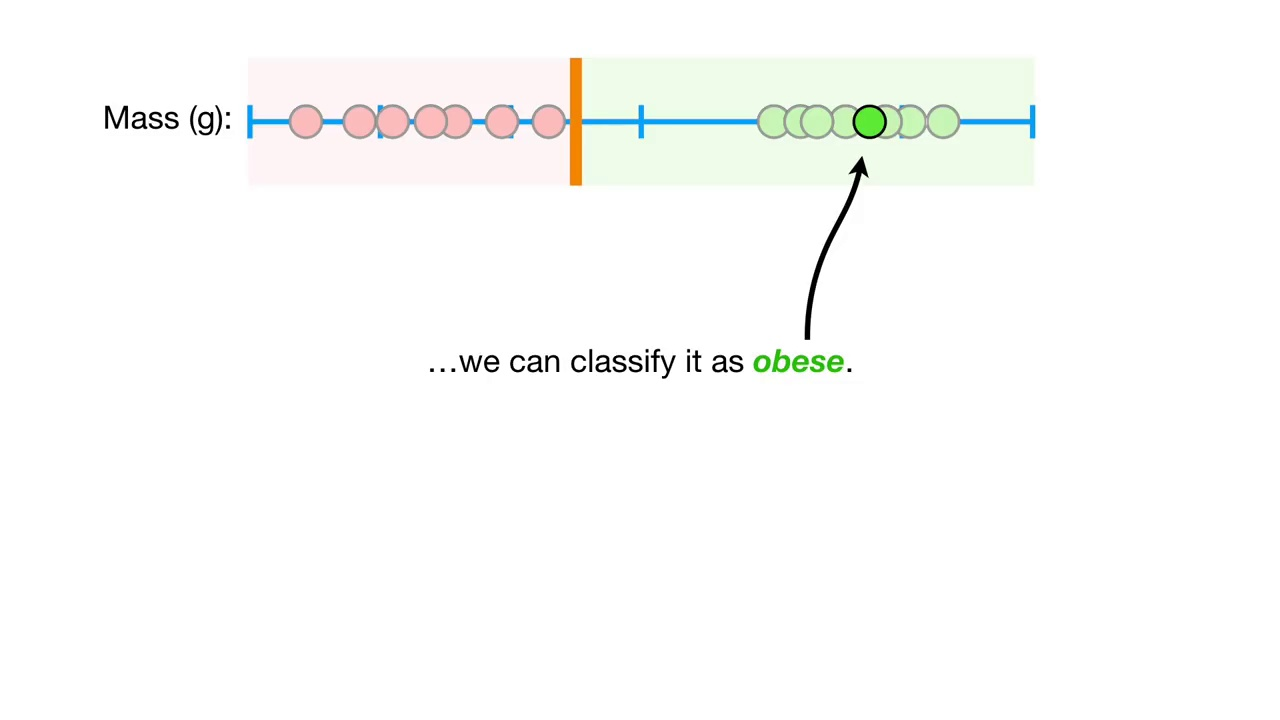 Mass (g):
…we can classify it as obese.